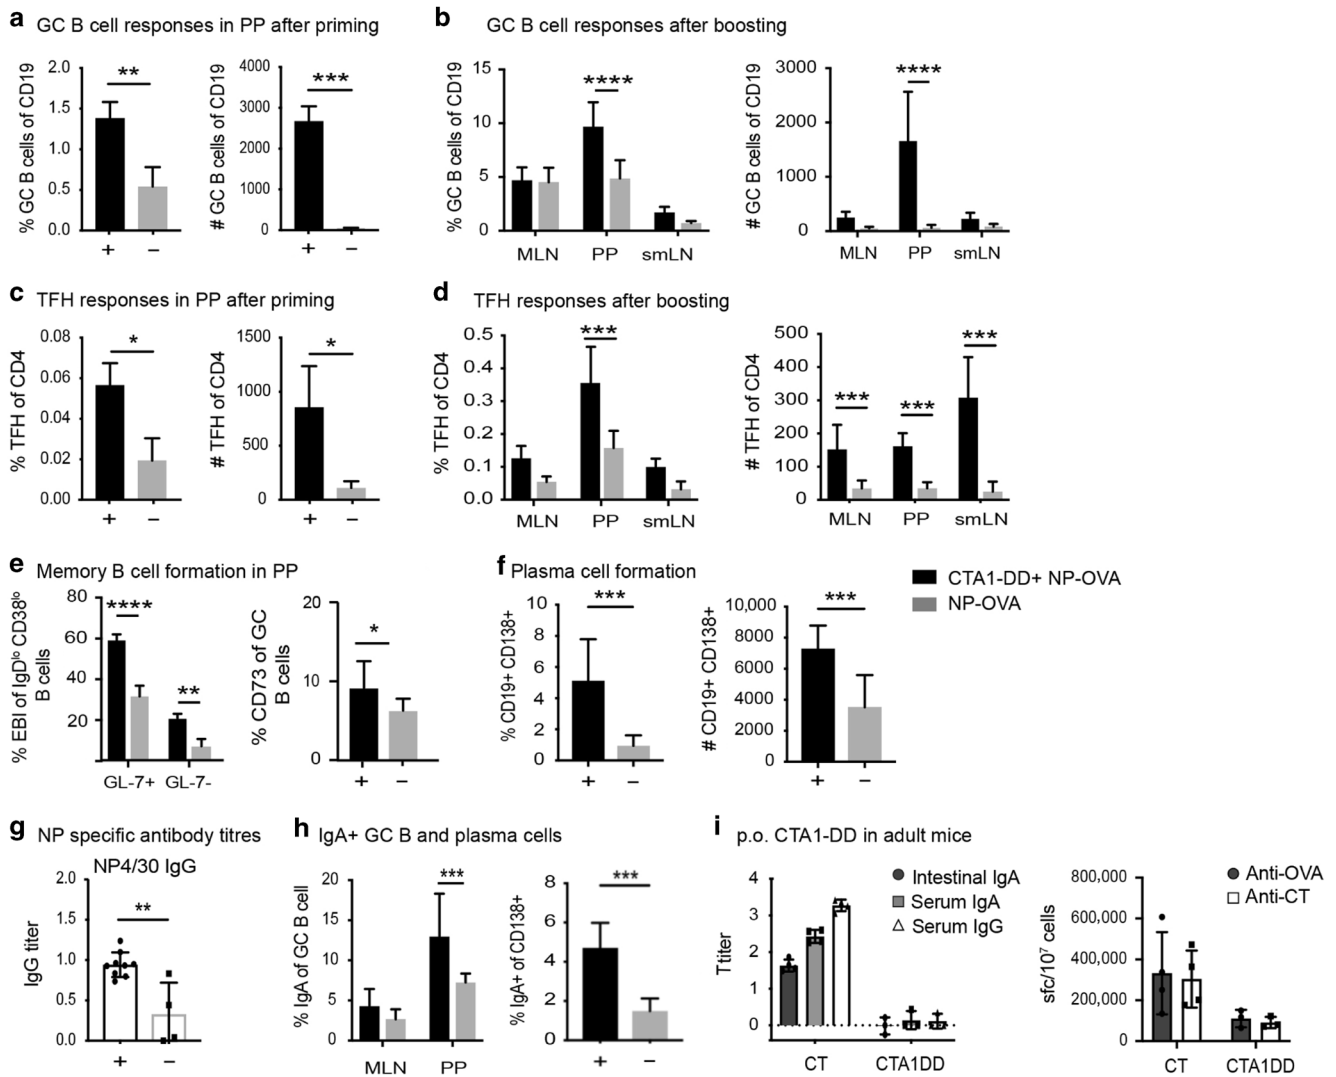 a GC B cell responses in PP after priming
% GC B cells of CD19
2.0
1.5
1.0
0.5
0.0
**
+ −
# GC B cells of CD19
4000
3000
2000
1000
0
***
+ −
b GC B cell responses after boosting
% GC B cells of CD19
15
10
5
0
****
MLN PP smLN
# GC B cells of CD19
3000
2000
1000
0
****
MLN PP smLN
c TFH responses in PP after priming
% TFH of CD4
0.08
0.06
0.04
0.02
0.00
*
+ −
# TFH of CD4
1500
1000
500
0
*
+ −
d TFH responses after boosting
% TFH of CD4
0.5
0.4
0.3
0.2
0.1
0.0
***
MLN PP smLN
# TFH of CD4
500
400
300
200
100
0
*** *** ***
MLN PP smLN
e Memory B cell formation in PP
% EBI of IgDlo CD38lo
B cells
80
60
40
20
**** **
GL-7+ GL-7-
% CD73 of GC
B cells
20
10
0
*
+ −
f Plasma cell formation
% CD19+ CD138+
10
8
6
4
2
0
***
+ −
# CD19+ CD138+
10,000
8000
6000
4000
2000
0
***
+ −
CTA1-DD+ NP-OVA
NP-OVA
g NP specific antibody titres
NP4/30 IgG
IgG titer
2.0
1.5
1.0
0.5
0.0
**
+ −
h IgA+ GC B and plasma cells
% IgA of GC B cell
20
15
10
5
0
***
MLN PP
% IgA+ of CD138+
8
6
4
2
0
***
+ −
i p.o. CTA1-DD in adult mice
Ttiter
4
3
2
1
0
Intestinal IgA
Serum IgA
Serum IgG
CT CTA1DD
sfc/10⁷ cells
800,000
600,000
400,000
200,000
0
Anti-OVA
Anti-CT
CT CTA1DD